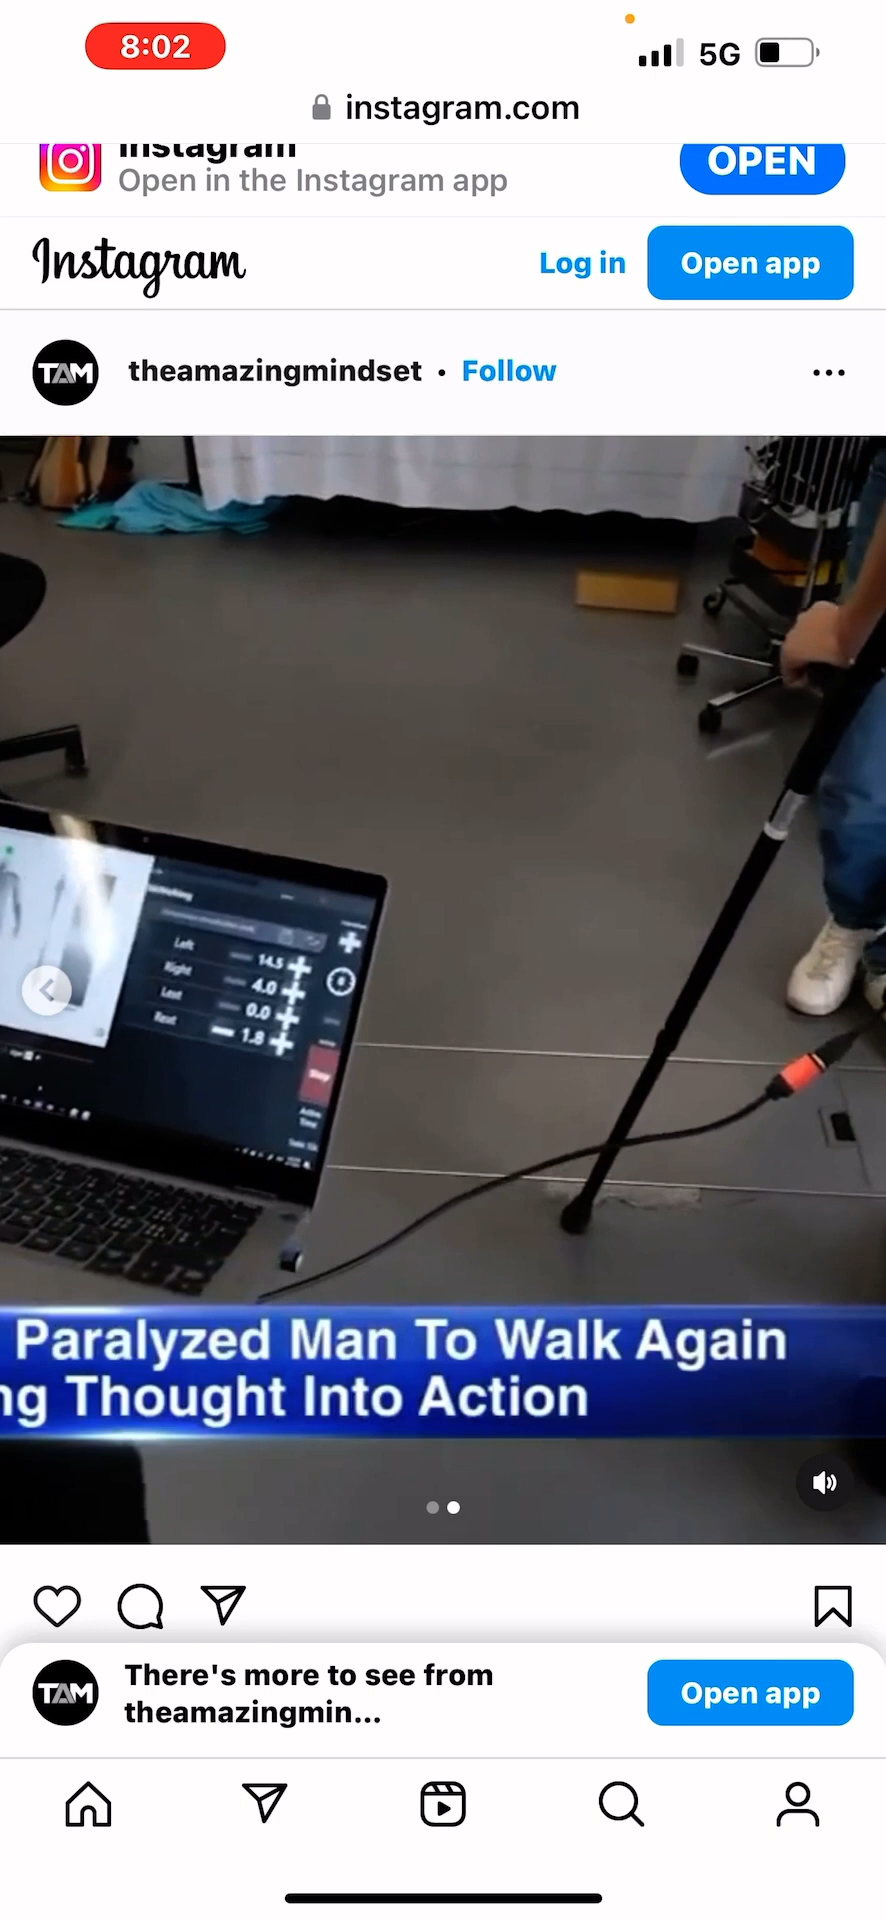 8:02
5G
instagram.com
Instagram
Open in the Instagram app
OPEN
Instagram
Log in
Open app
TAM
theamazingmindset • Follow
Left 14.5
Right 4.0
0.0
1.8
Stop
Paralyzed Man To Walk Again
ng Thought Into Action
TAM
There's more to see from
theamazingmin...
Open app